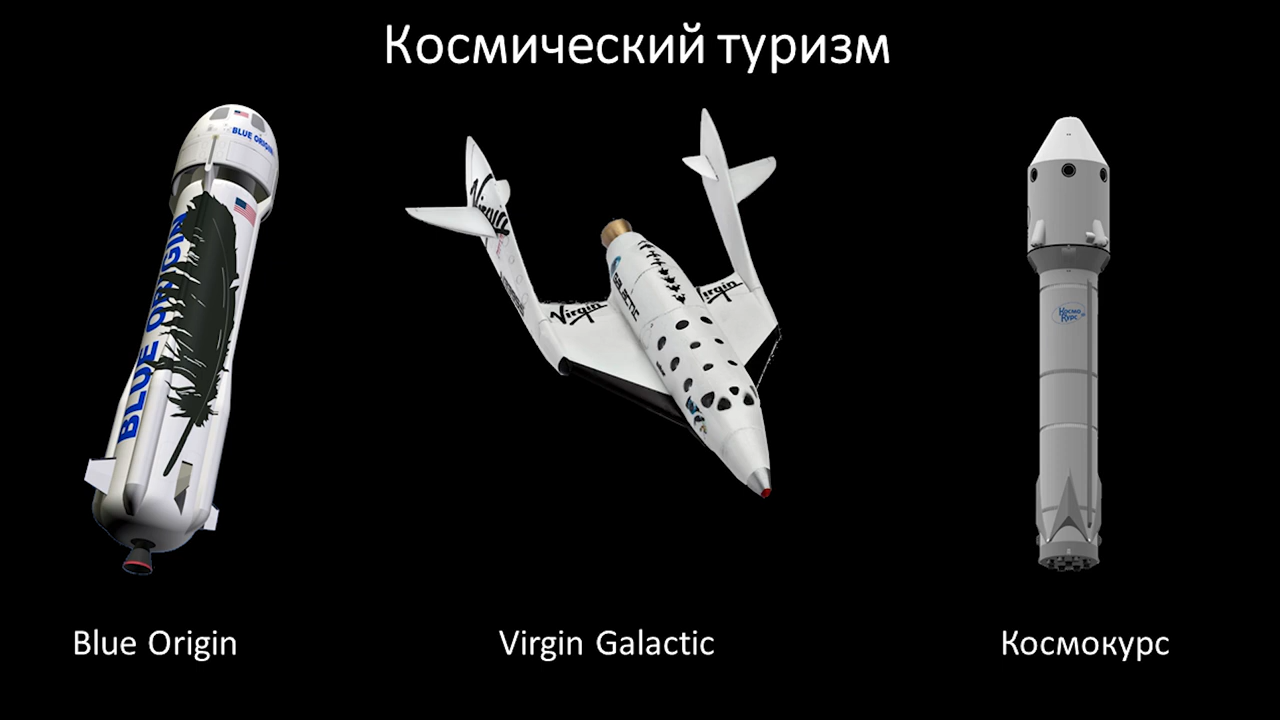 Космический туризм
BLUE ORIGIN
BLUE ORIGIN
Virgin
GALACTIC
Virgin
Virgin
Космо
Курс
Blue Origin
Virgin Galactic
Космокурс